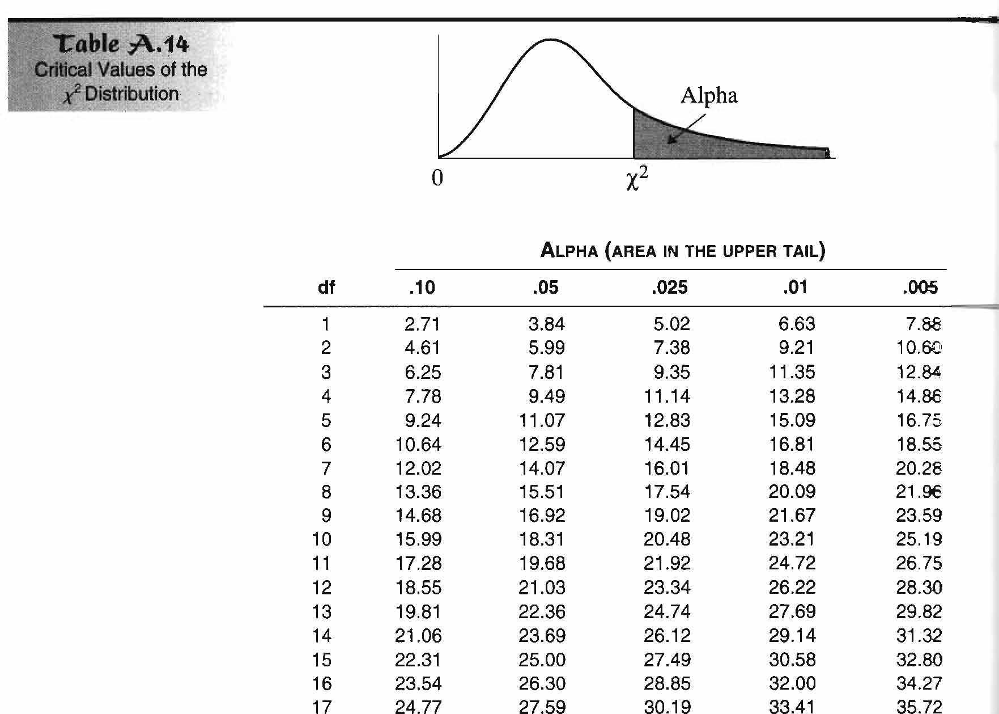 Table A.14
Critical Values of the
χ² Distribution
Alpha
0
χ²
ALPHA (AREA IN THE UPPER TAIL)
df .10 .05 .025 .01 .005
1 2.71 3.84 5.02 6.63 7.88
2 4.61 5.99 7.38 9.21 10.60
3 6.25 7.81 9.35 11.35 12.84
4 7.78 9.49 11.14 13.28 14.86
5 9.24 11.07 12.83 15.09 16.75
6 10.64 12.59 14.45 16.81 18.55
7 12.02 14.07 16.01 18.48 20.28
8 13.36 15.51 17.54 20.09 21.96
9 14.68 16.92 19.02 21.67 23.59
10 15.99 18.31 20.48 23.21 25.19
11 17.28 19.68 21.92 24.72 26.75
12 18.55 21.03 23.34 26.22 28.30
13 19.81 22.36 24.74 27.69 29.82
14 21.06 23.69 26.12 29.14 31.32
15 22.31 25.00 27.49 30.58 32.80
16 23.54 26.30 28.85 32.00 34.27
17 24.77 27.59 30.19 33.41 35.72